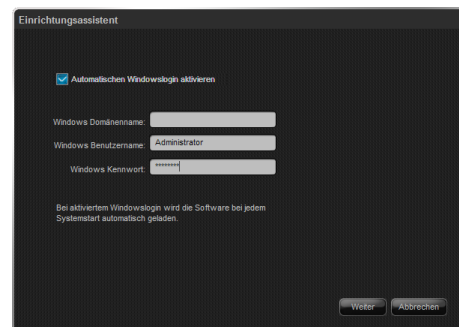 Einrichtungsassistent
Automatischen Windowslogin aktivieren
Windows Domänenname:
Windows Benutzername: Administrator
Windows Kennwort: ********
Bei aktiviertem Windowslogin wird die Software bei jedem
Systemstart automatisch geladen.
Weiter Abbrechen